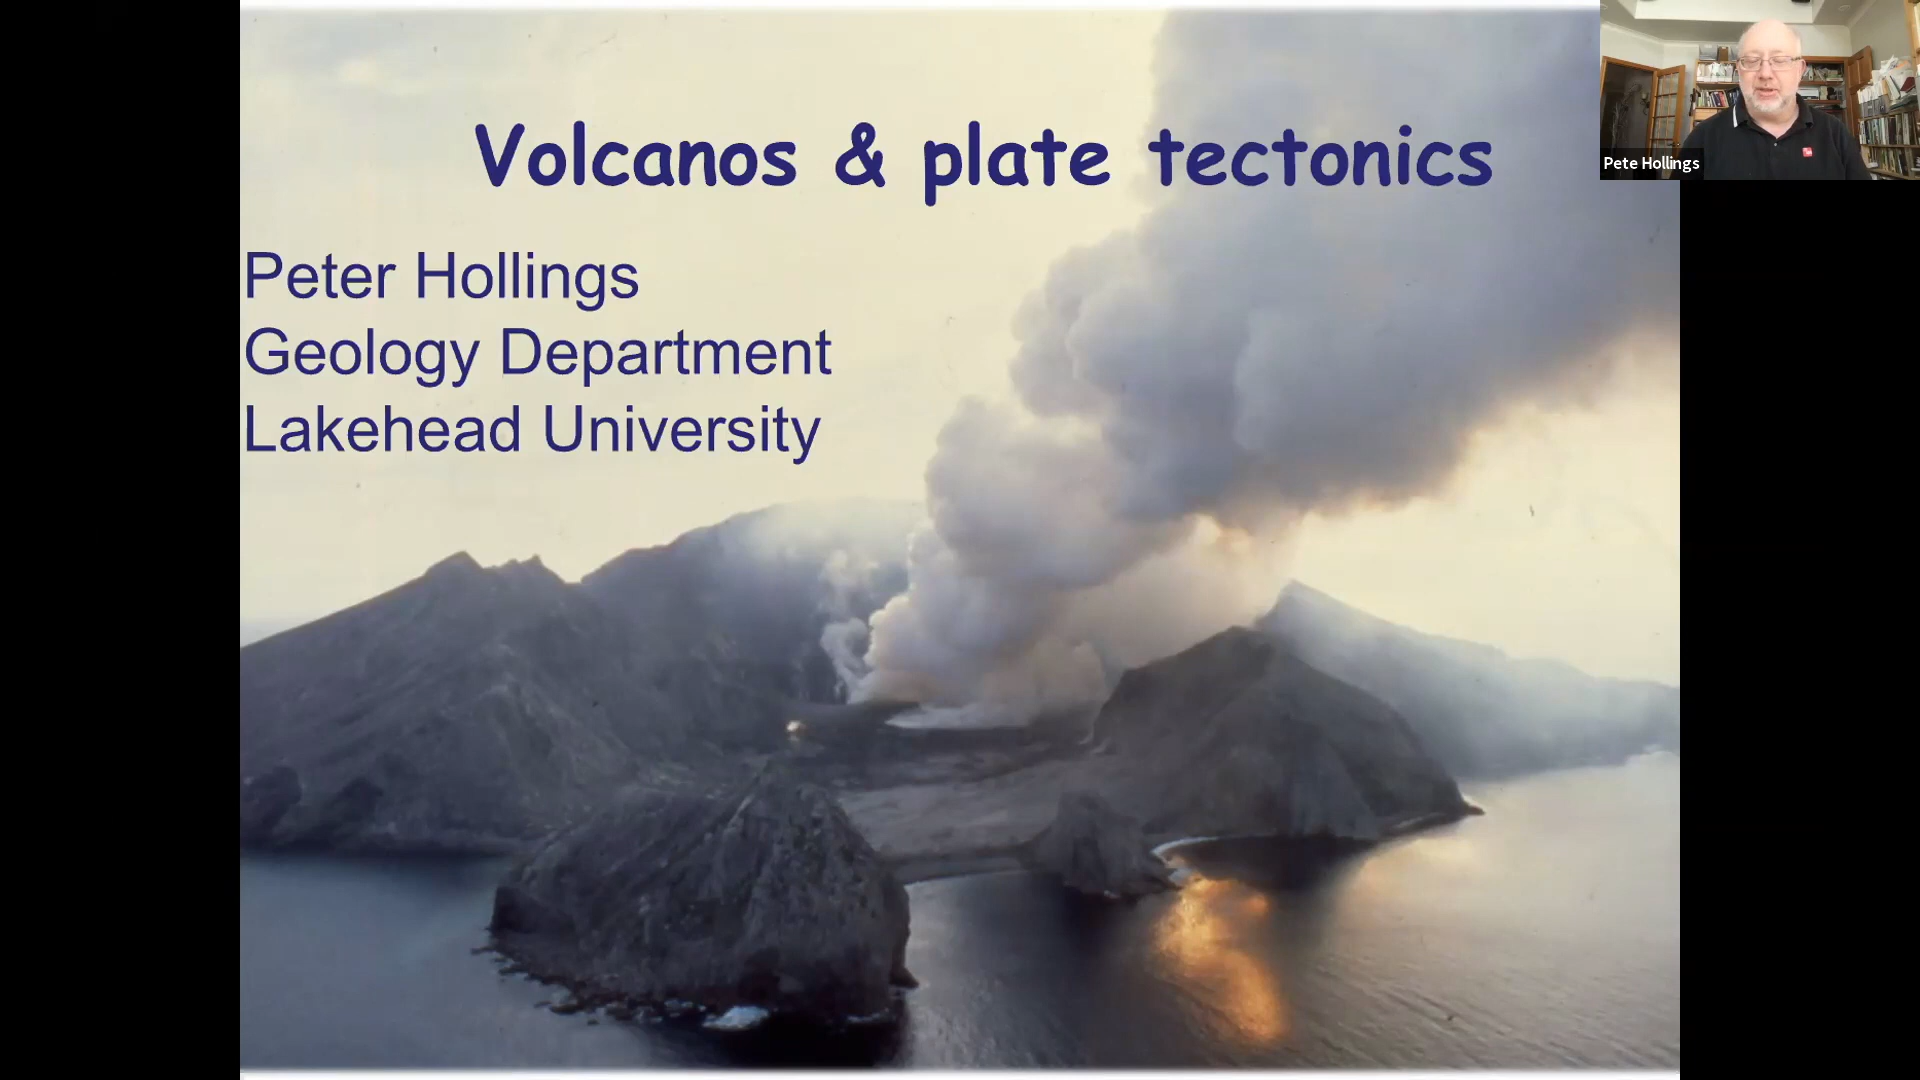 Volcanos & plate tectonics
Peter Hollings
Geology Department
Lakehead University
Pete Hollings